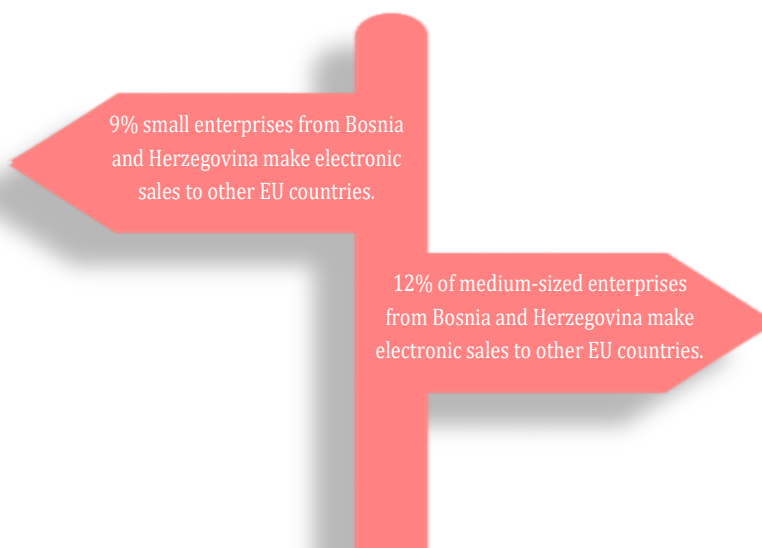 9% small enterprises from Bosnia
and Herzegovina make electronic
sales to other EU countries.
12% of medium-sized enterprises
from Bosnia and Herzegovina make
electronic sales to other EU countries.